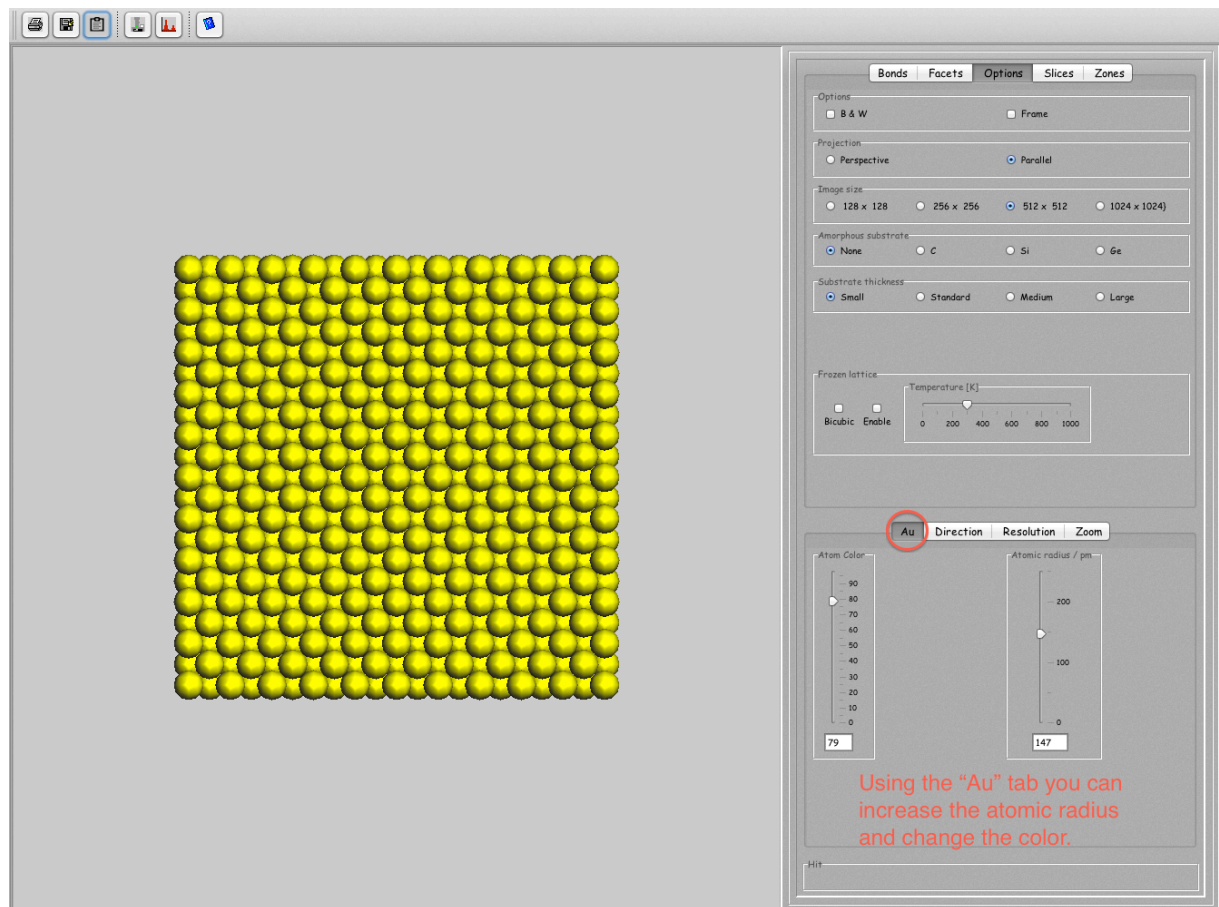 Bonds Facets Options Slices Zones
Options
B & W Frame
Projection
Perspective Parallel
Image size
128 x 128 256 x 256 512 x 512 1024 x 1024}
Amorphous substrate
None C Si Ge
Substrate thickness
Small Standard Medium Large
Frozen lattice
Temperature [K]
Bicubic Enable
0 200 400 600 800 1000
Au Direction Resolution Zoom
Atom Color Atomic radius / pm
90
80
70
60
50
40
30
20
10
0
79
200
100
0
147
Using the “Au” tab you can
increase the atomic radius
and change the color.
Hit